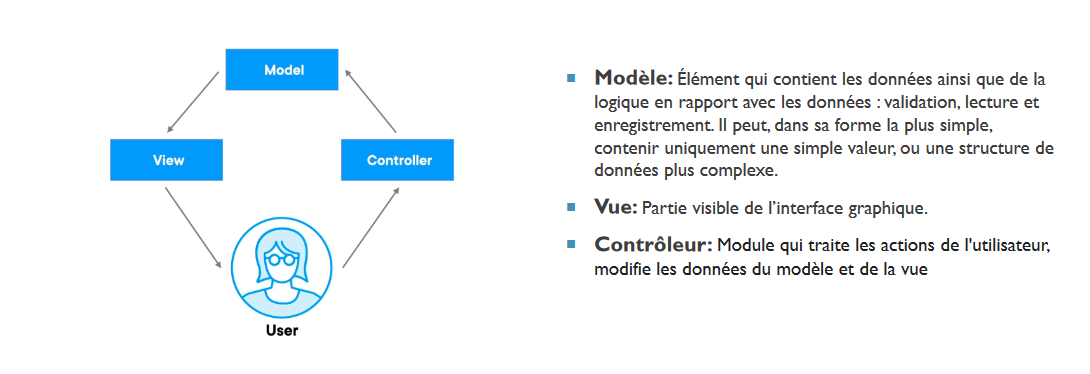 Model
View
Controller
User
▪ Modèle: Élément qui contient les données ainsi que de la
logique en rapport avec les données : validation, lecture et
enregistrement. Il peut, dans sa forme la plus simple,
contenir uniquement une simple valeur, ou une structure de
données plus complexe.
▪ Vue: Partie visible de l’interface graphique.
▪ Contrôleur: Module qui traite les actions de l'utilisateur,
modifie les données du modèle et de la vue